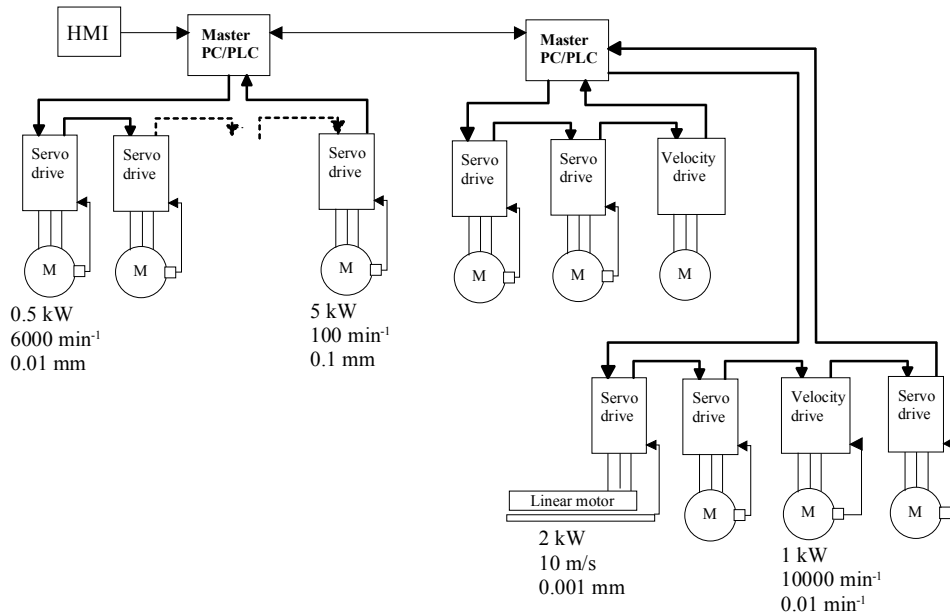 HMI
Master
PC/PLC
Master
PC/PLC
Servo
drive
Servo
drive
Servo
drive
Servo
drive
Servo
drive
Velocity
drive
M
M
M
M
M
M
0.5 kW
6000 min⁻¹
0.01 mm
5 kW
100 min⁻¹
0.1 mm
Servo
drive
Servo
drive
Velocity
drive
Servo
drive
Linear motor
M
M
M
2 kW
10 m/s
0.001 mm
1 kW
10000 min⁻¹
0.01 min⁻¹